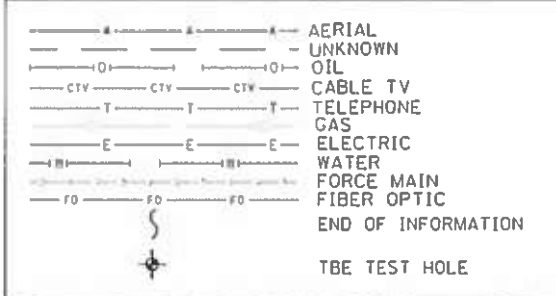 A A A AERIAL
UNKNOWN
O O OIL
CTV CTV CTV CABLE TV
T T T TELEPHONE
GAS
E E E ELECTRIC
W W WATER
FORCE MAIN
FO FO FO FIBER OPTIC
END OF INFORMATION
TBE TEST HOLE